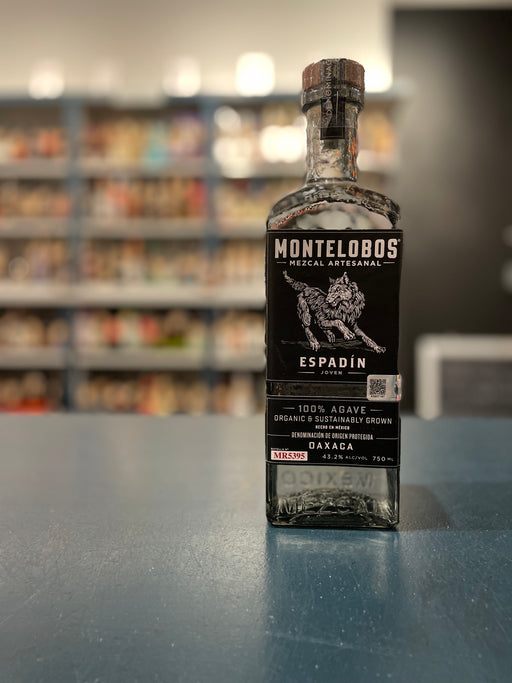 MONTELOBOS®
MEZCAL ARTESANAL
ESPADÍN
JOVEN
100% AGAVE
ORGANIC & SUSTAINABLY GROWN
HECHO EN MÉXICO
DENOMINACIÓN DE ORIGEN PROTEGIDA
OAXACA
MR5395
43.2% ALC/VOL 750 ML